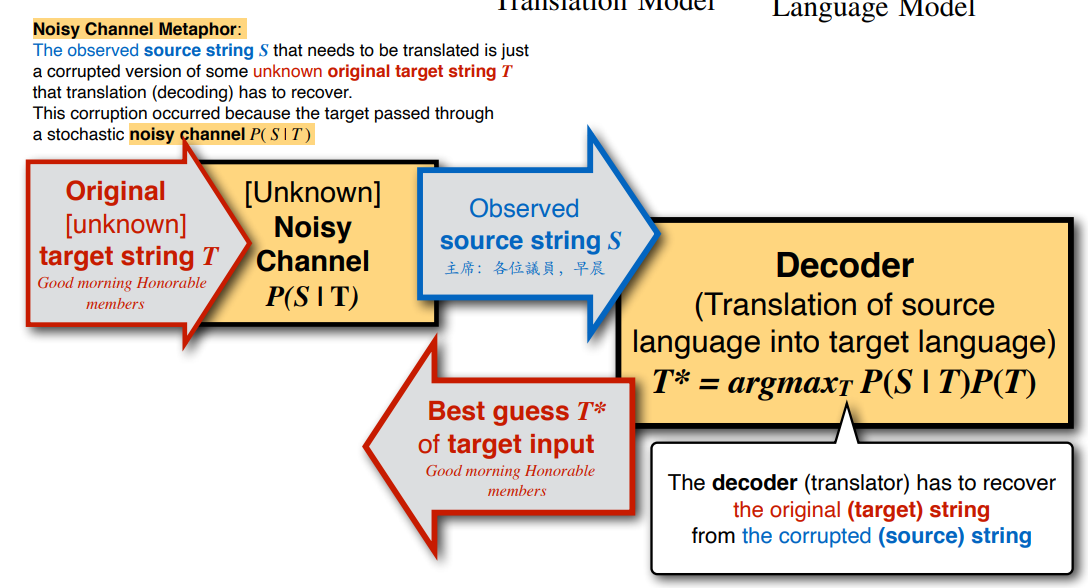 Translation Model
Language Model
Noisy Channel Metaphor:
The observed source string S that needs to be translated is just
a corrupted version of some unknown original target string T
that translation (decoding) has to recover.
This corruption occurred because the target passed through
a stochastic noisy channel P( S | T )
Original
[unknown]
target string T
Good morning Honorable
members
[Unknown]
Noisy
Channel
P(S | T)
Observed
source string S
主席：各位議員，早晨
Decoder
(Translation of source
language into target language)
T* = argmaxT P(S | T)P(T)
Best guess T*
of target input
Good morning Honorable
members
The decoder (translator) has to recover
the original (target) string
from the corrupted (source) string